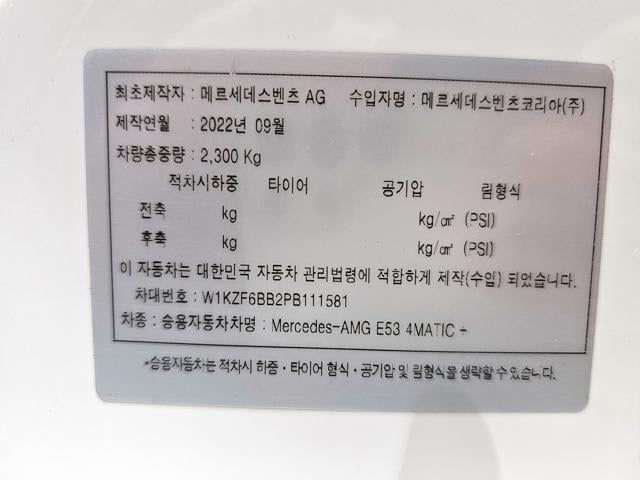 최초제작자 : 메르세데스벤츠 AG 수입자명 : 메르세데스벤츠코리아(주)
제작연월 : 2022년 09월
차량총중량 : 2,300 Kg
적차시하중 타이어 공기압 림형식
전축 kg kg/㎠ (PSI)
후축 kg kg/㎠ (PSI)
이 자동차는 대한민국 자동차 관리법령에 적합하게 제작(수입) 되었습니다.
차대번호 : W1KZF6BB2PB111581
차종 : 승용자동차차명 : Mercedes-AMG E53 4MATIC +
*승용자동차는 적차시 하중·타이어 형식·공기압 및 림형식을 생략할 수 있습니다.